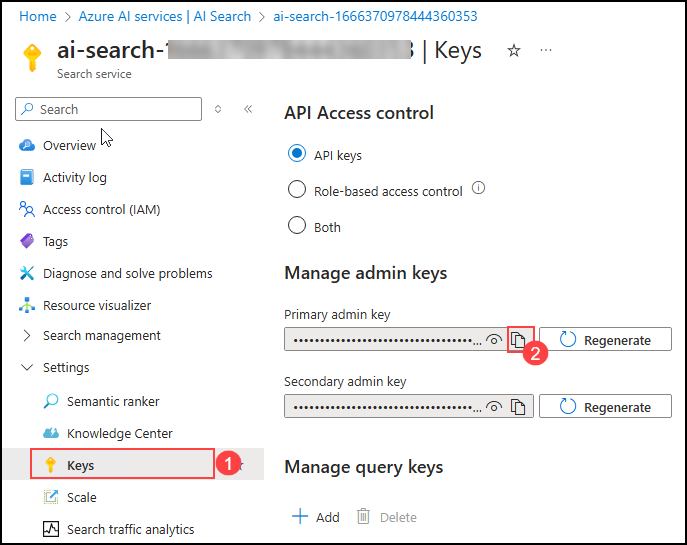 Home > Azure AI services | AI Search > ai-search-1666370978444360353
ai-search- | Keys
Search service
Search
Overview
Activity log
Access control (IAM)
Tags
Diagnose and solve problems
Resource visualizer
Search management
Settings
Semantic ranker
Knowledge Center
Keys 1
Scale
Search traffic analytics
API Access control
API keys
Role-based access control
Both
Manage admin keys
Primary admin key
Regenerate
2
Secondary admin key
Regenerate
Manage query keys
Add Delete